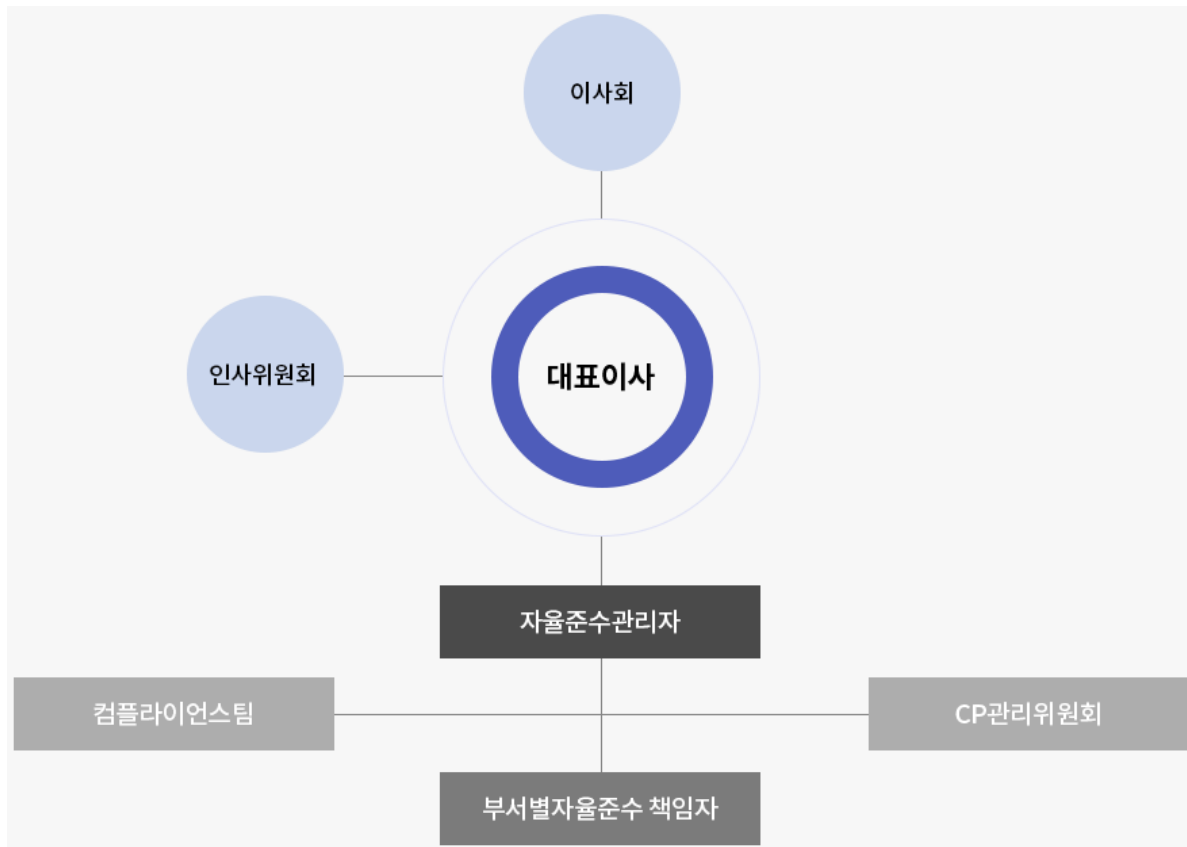 이사회
인사위원회
대표이사
자율준수관리자
컴플라이언스팀
CP관리위원회
부서별자율준수 책임자